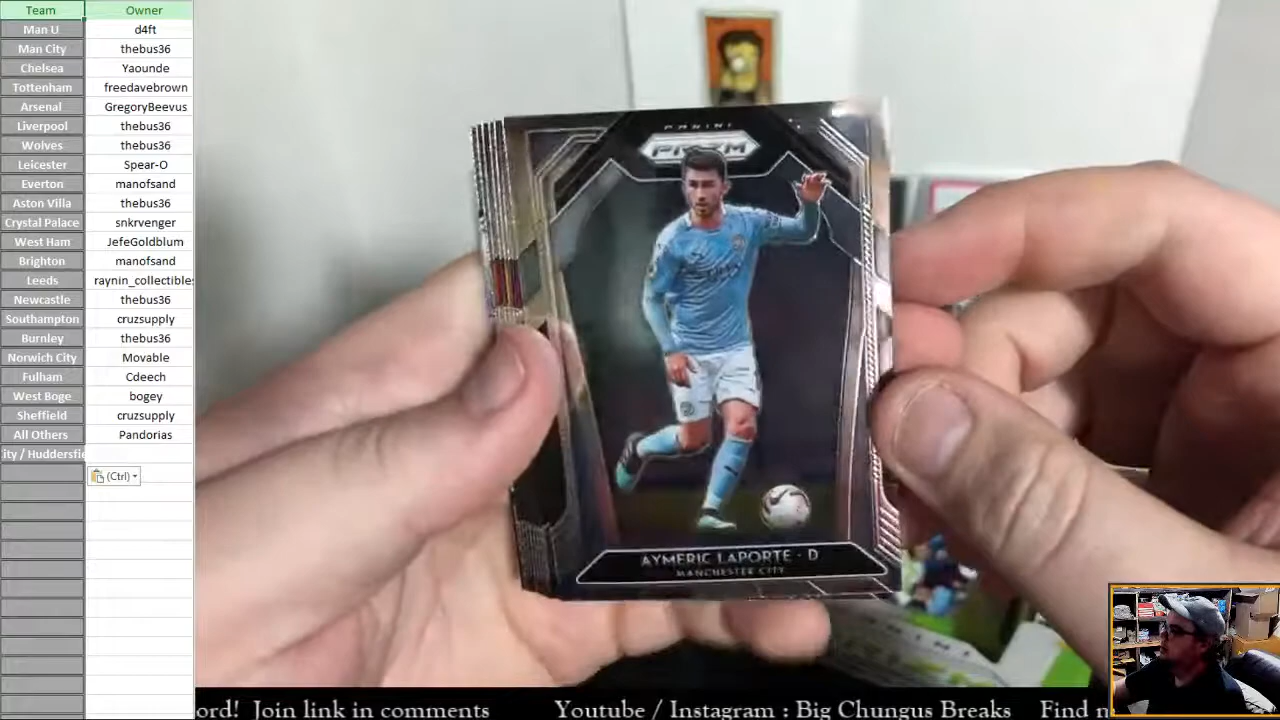 Team Owner
Man U d4ft
Man City thebus36
Chelsea Yaounde
Tottenham freedavebrown
Arsenal GregoryBeevus
Liverpool thebus36
Wolves thebus36
Leicester Spear-O
Everton manofsand
Aston Villa thebus36
Crystal Palace snkrvenger
West Ham JefeGoldblum
Brighton manofsand
Leeds raynin_collectibles
Newcastle thebus36
Southampton cruzsupply
Burnley thebus36
Norwich City Movable
Fulham Cdeech
West Boge bogey
Sheffield cruzsupply
All Others Pandorias
ity / Huddersfie
(Ctrl)
PANINI
PRIZM
AYMERIC LAPORTE · D
MANCHESTER CITY
ord! Join link in comments Youtube / Instagram : Big Chungus Breaks Find n